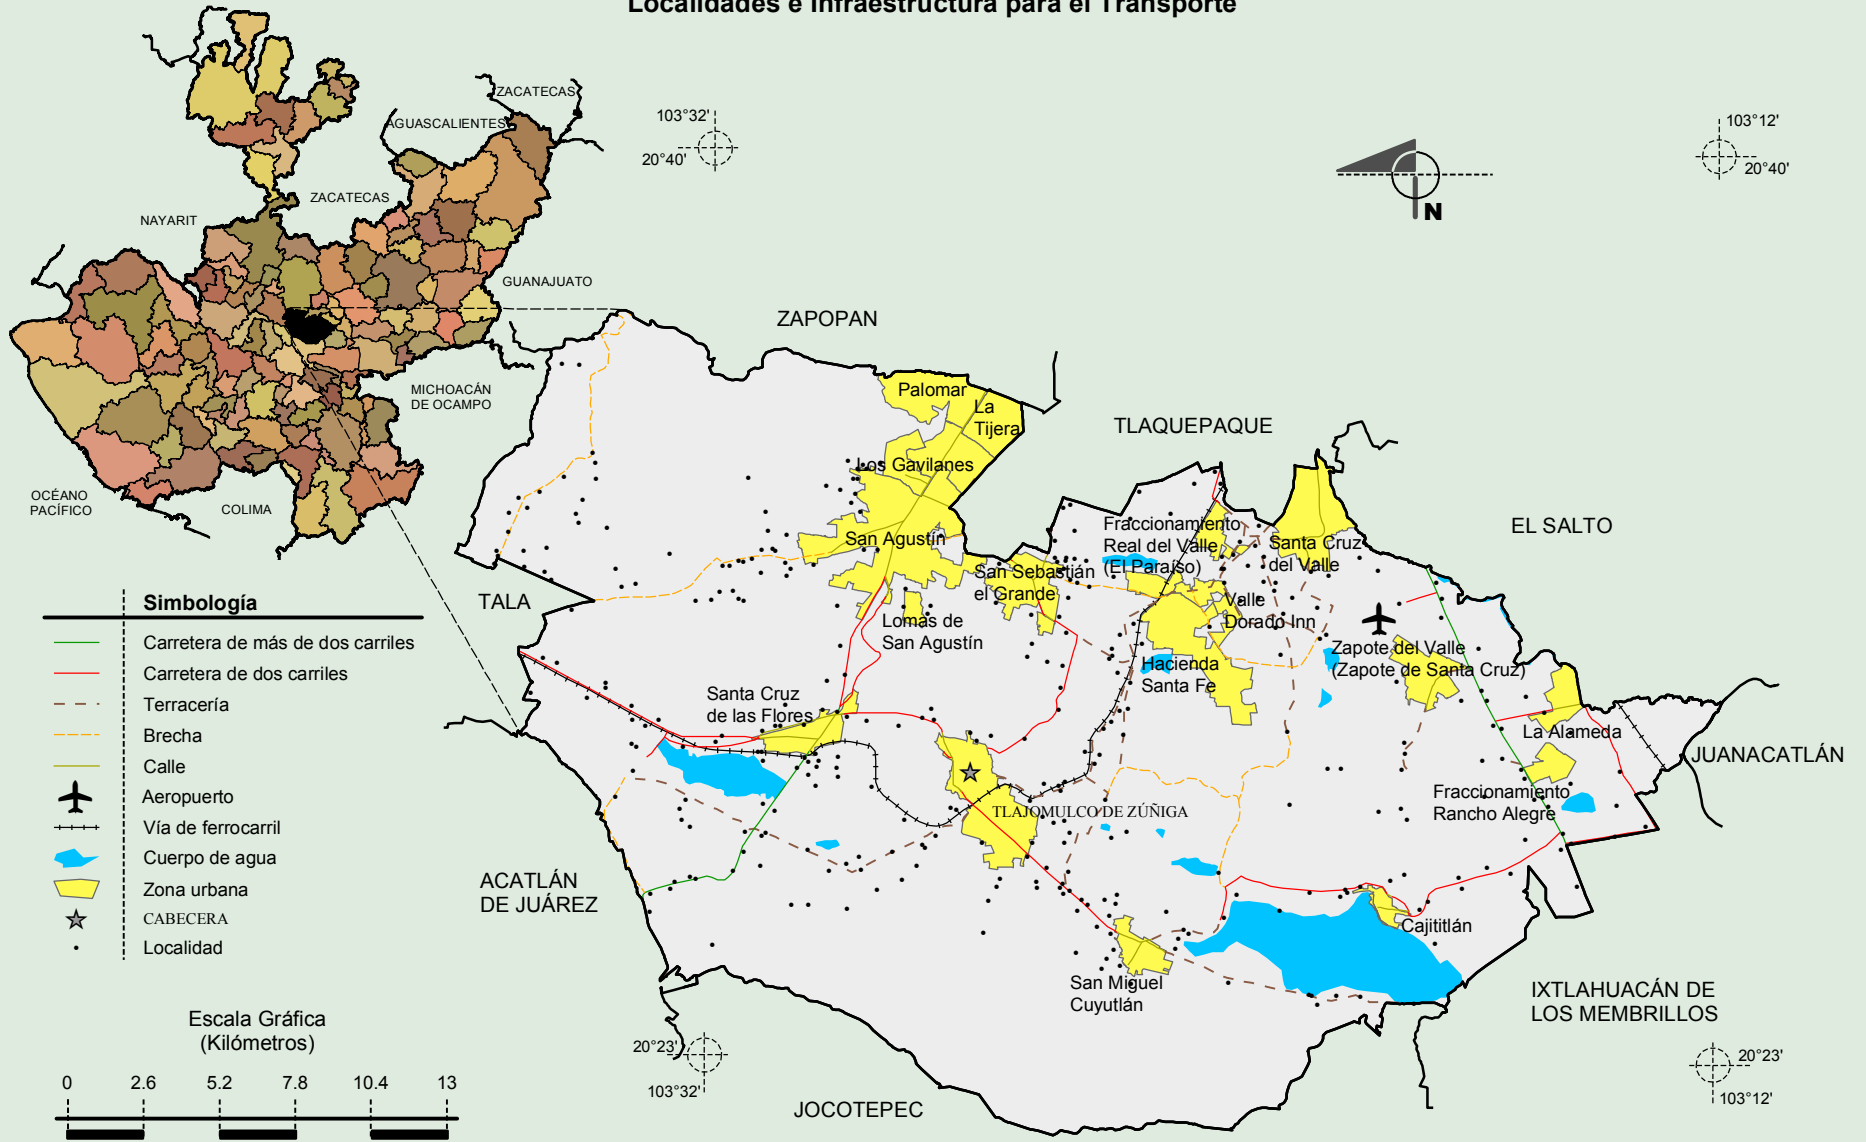 Localidades e Infraestructura para el Transporte
ZACATECAS
AGUASCALIENTES
ZACATECAS
NAYARIT
GUANAJUATO
MICHOACÁN
DE OCAMPO
OCÉANO
PACÍFICO
COLIMA
103°32'
20°40'
103°12'
20°40'
N
ZAPOPAN
TLAQUEPAQUE
EL SALTO
TALA
JUANACATLÁN
ACATLÁN
DE JUÁREZ
IXTLAHUACÁN DE
LOS MEMBRILLOS
JOCOTEPEC
Palomar
La
Tijera
Los Gavilanes
San Agustín
Fraccionamiento
Real del Valle
(El Paraíso)
Santa Cruz
del Valle
San Sebastián
el Grande
Lomas de
San Agustín
Valle
Dorado Inn
Zapote del Valle
(Zapote de Santa Cruz)
Hacienda
Santa Fe
Santa Cruz
de las Flores
La Alameda
Fraccionamiento
Rancho Alegre
TLAJOMULCO DE ZÚÑIGA
Cajititlán
San Miguel
Cuyutlán
Simbología
Carretera de más de dos carriles
Carretera de dos carriles
Terracería
Brecha
Calle
Aeropuerto
Vía de ferrocarril
Cuerpo de agua
Zona urbana
CABECERA
Localidad
Escala Gráfica
(Kilómetros)
0 2.6 5.2 7.8 10.4 13
20°23'
103°32'
20°23'
103°12'